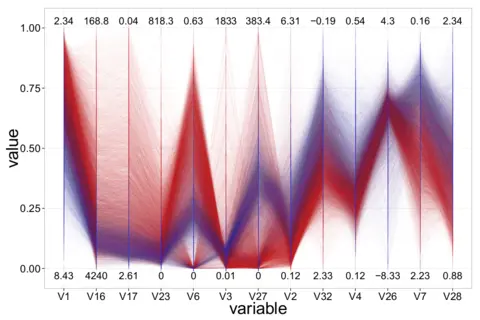 2.34 168.8 0.04 818.3 0.63 1833 383.4 6.31 −0.19 0.54 4.3 0.16 2.34
1.00
0.75
0.50
0.25
0.00
value
8.43 4240 2.61 0 0 0.01 0 0.12 2.33 0.12 −8.33 2.23 0.88
V1 V16 V17 V23 V6 V3 V27 V2 V32 V4 V26 V7 V28
variable